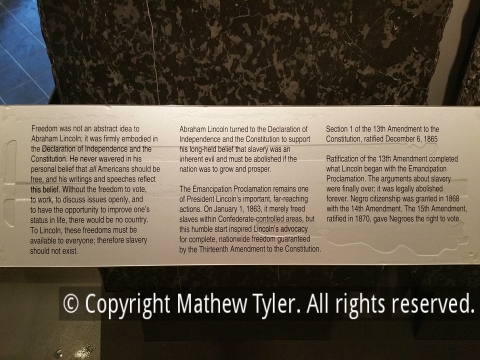 Freedom was not an abstract idea to
Abraham Lincoln; it was firmly embodied in
the Declaration of Independence and the
Constitution. He never wavered in his
personal belief that all Americans should be
free, and his writings and speeches reflect
this belief. Without the freedom to vote,
to work, to discuss issues openly, and
to have the opportunity to improve one's
status in life, there would be no country.
To Lincoln, these freedoms must be
available to everyone; therefore slavery
should not exist.
Abraham Lincoln turned to the Declaration of
Independence and the Constitution to support
his long-held belief that slavery was an
inherent evil and must be abolished if the
nation was to grow and prosper.
The Emancipation Proclamation remains one
of President Lincoln's important, far-reaching
actions. On January 1, 1863, it merely freed
slaves within Confederate-controlled areas, but
this humble start inspired Lincoln's advocacy
for complete, nationwide freedom guaranteed
by the Thirteenth Amendment to the Constitution.
Section 1 of the 13th Amendment to the
Constitution, ratified December 6, 1865
Ratification of the 13th Amendment completed
what Lincoln began with the Emancipation
Proclamation. The arguments about slavery
were finally over; it was legally abolished
forever. Negro citizenship was granted in 1868
with the 14th Amendment. The 15th Amendment,
ratified in 1870, gave Negroes the right to vote.
© Copyright Mathew Tyler. All rights reserved.